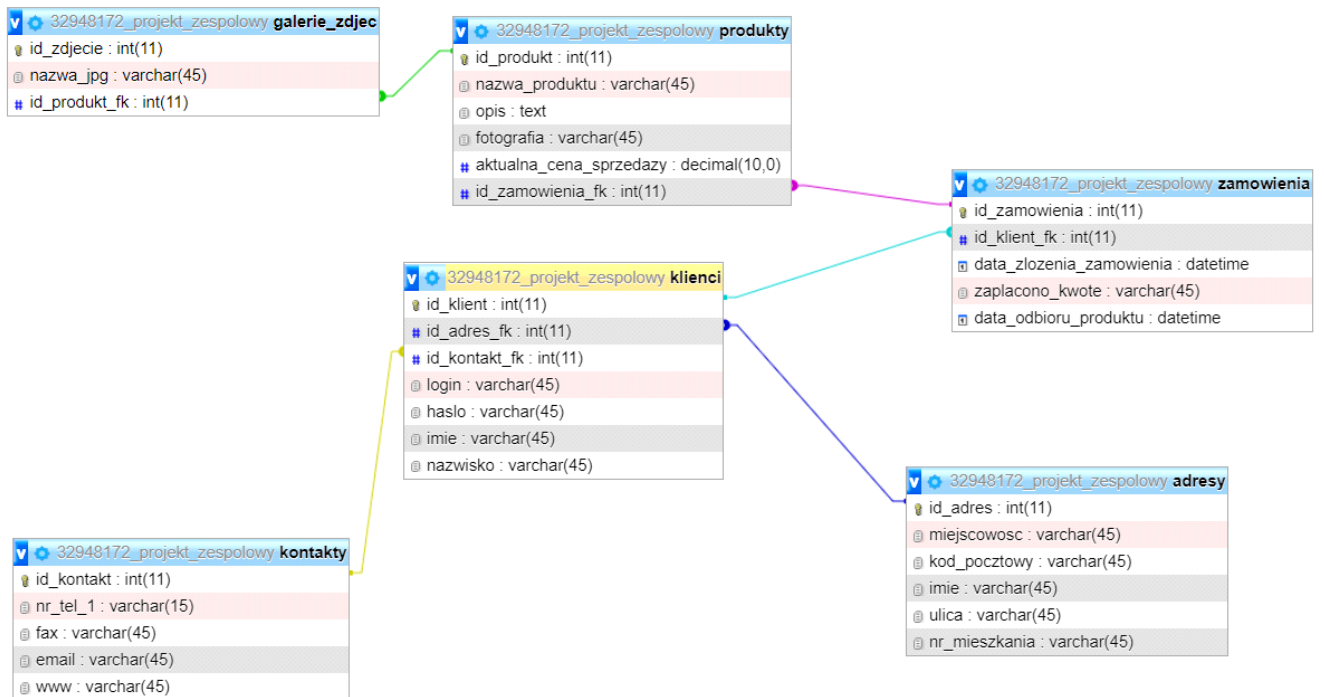 32948172_projekt_zespolowy galerie_zdjec
id_zdjecie : int(11)
nazwa_jpg : varchar(45)
id_produkt_fk : int(11)
32948172_projekt_zespolowy produkty
id_produkt : int(11)
nazwa_produktu : varchar(45)
opis : text
fotografia : varchar(45)
aktualna_cena_sprzedazy : decimal(10,0)
id_zamowienia_fk : int(11)
32948172_projekt_zespolowy zamowienia
id_zamowienia : int(11)
id_klient_fk : int(11)
data_zlozenia_zamowienia : datetime
zaplacono_kwote : varchar(45)
data_odbioru_produktu : datetime
32948172_projekt_zespolowy klienci
id_klient : int(11)
id_adres_fk : int(11)
id_kontakt_fk : int(11)
login : varchar(45)
haslo : varchar(45)
imie : varchar(45)
nazwisko : varchar(45)
32948172_projekt_zespolowy adresy
id_adres : int(11)
miejscowosc : varchar(45)
kod_pocztowy : varchar(45)
imie : varchar(45)
ulica : varchar(45)
nr_mieszkania : varchar(45)
32948172_projekt_zespolowy kontakty
id_kontakt : int(11)
nr_tel_1 : varchar(15)
fax : varchar(45)
email : varchar(45)
www : varchar(45)